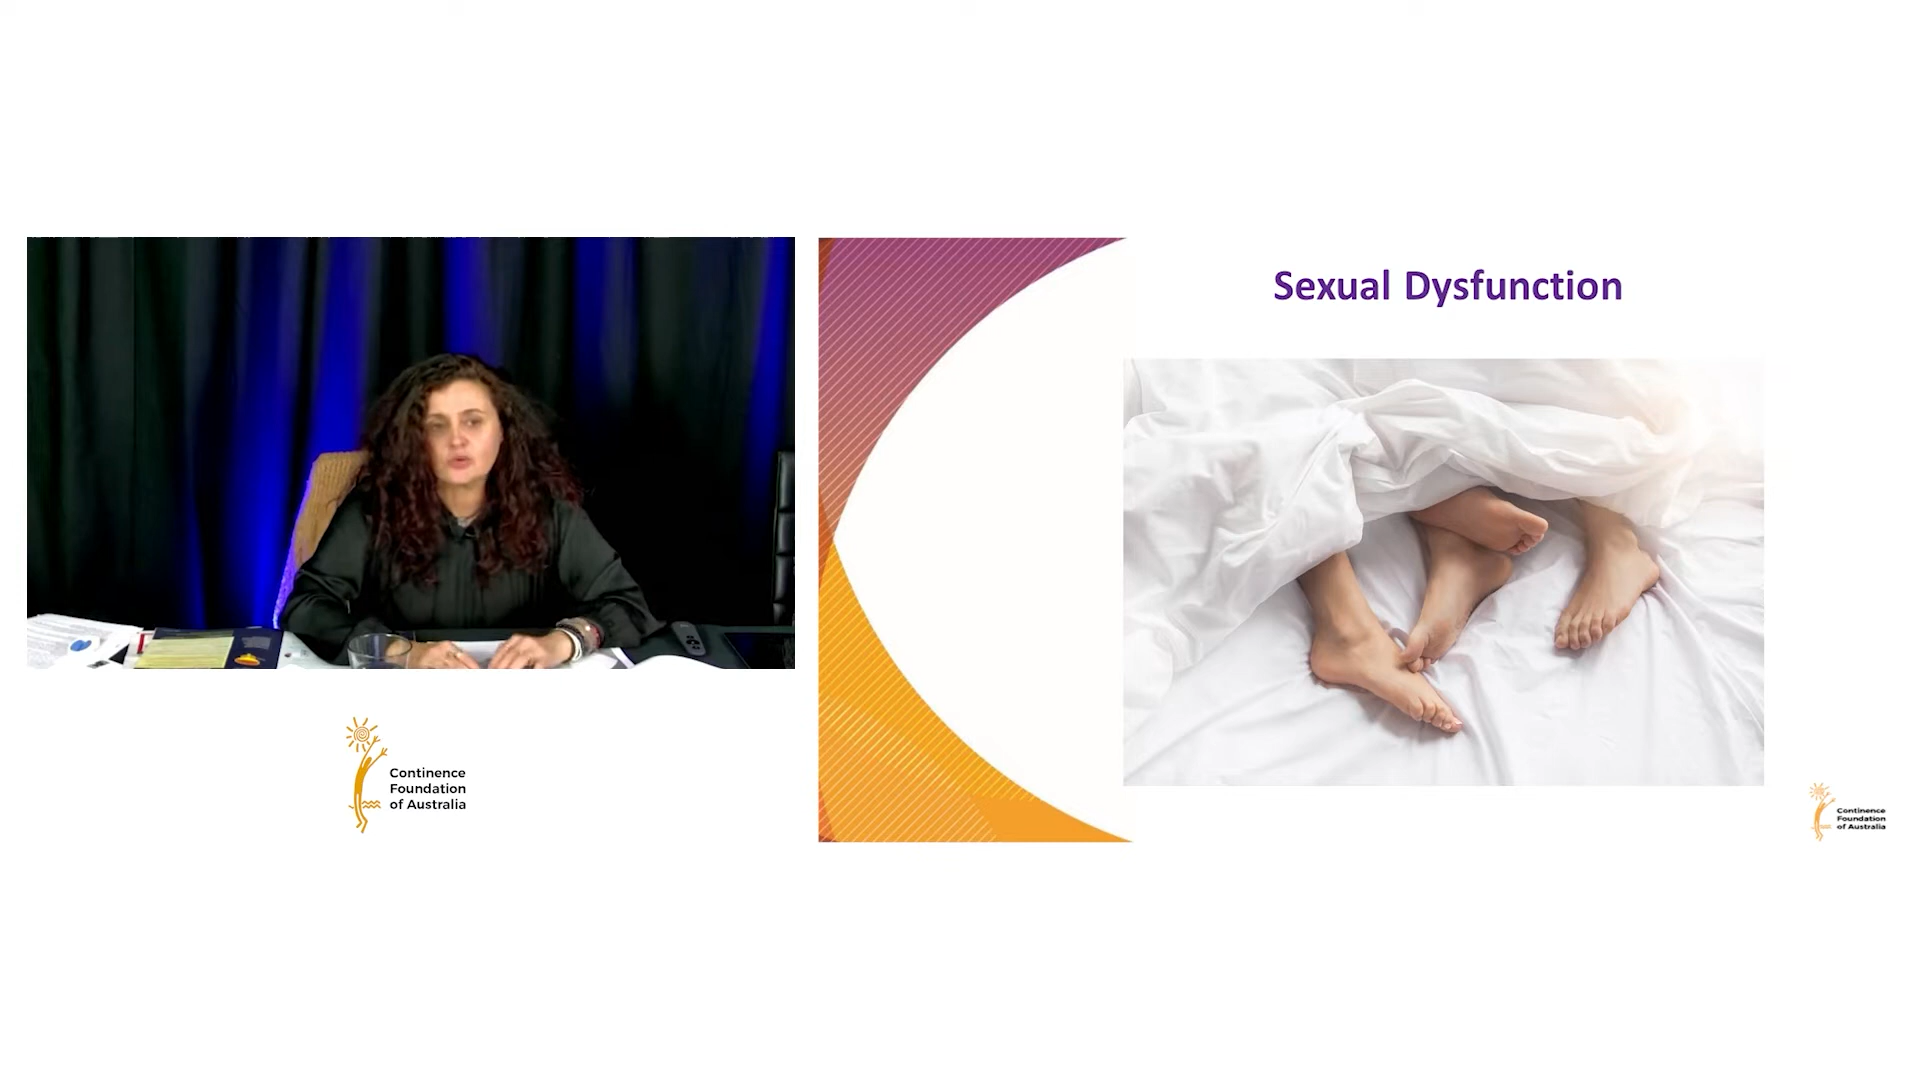 Sexual Dysfunction
Continence
Foundation
of Australia
Continence
Foundation
of Australia